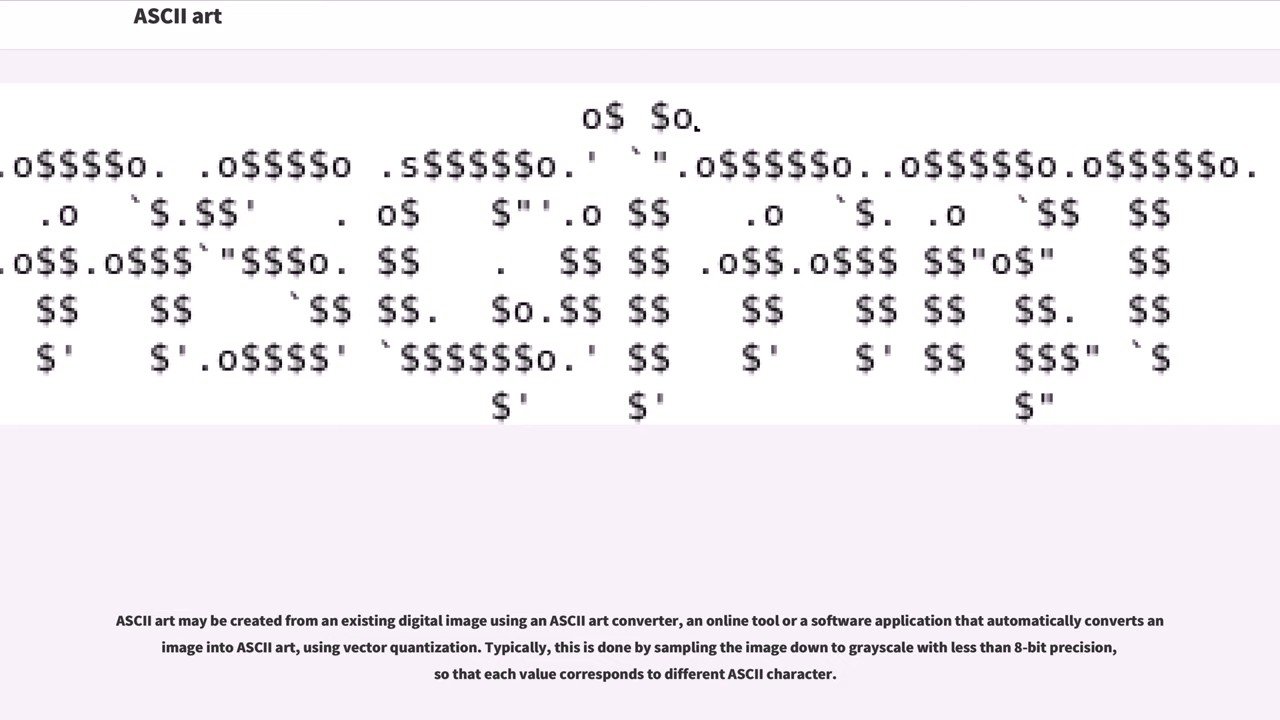 ASCII art
o$ $o.
.o$$$$o. .o$$$$o .s$$$$$o.' `".o$$$$$o..o$$$$$o.o$$$$$o.
.o  `$.$$'   . o$   $"'.o $$   .o  `$. .o  `$$  $$
.o$$.o$$$`"$$$o. $$   .  $$ $$ .o$$.o$$$ $$"o$"   $$
$$   $$    `$$ $$.  $o.$$ $$   $$   $$ $$  $$.  $$
$'   $'.o$$$$' `$$$$$$o.' $$   $'   $' $$  $$$" `$
$'    $'               $"
ASCII art may be created from an existing digital image using an ASCII art converter, an online tool or a software application that automatically converts an
image into ASCII art, using vector quantization. Typically, this is done by sampling the image down to grayscale with less than 8-bit precision,
so that each value corresponds to different ASCII character.